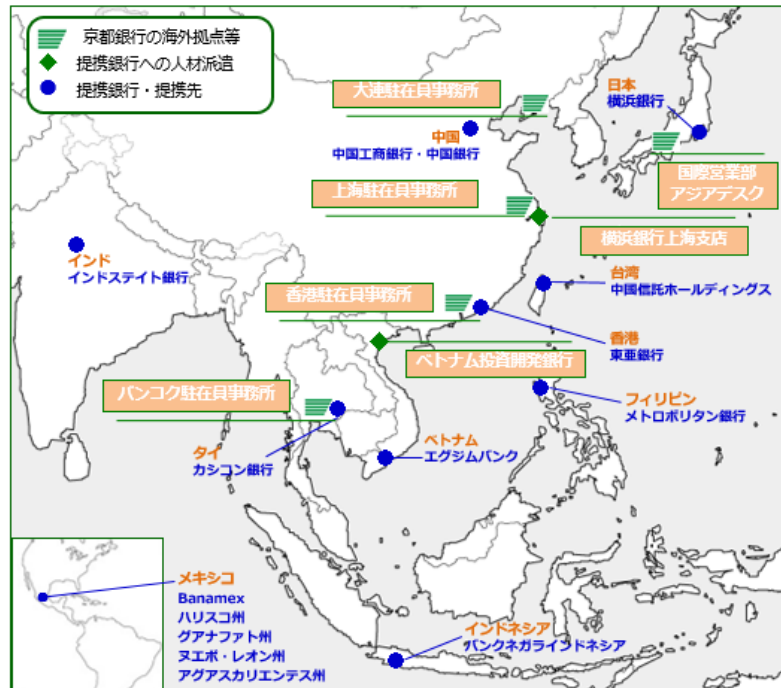 京都銀行の海外拠点等
提携銀行への人材派遣
提携銀行・提携先
大連駐在員事務所
日本
横浜銀行
中国
中国工商銀行・中国銀行
国際営業部
アジアデスク
上海駐在員事務所
横浜銀行上海支店
インド
インドステイト銀行
台湾
中国信託ホールディングス
香港駐在員事務所
香港
東亜銀行
ベトナム投資開発銀行
バンコク駐在員事務所
フィリピン
メトロポリタン銀行
タイ
カシコン銀行
ベトナム
エグジムバンク
メキシコ
Banamex
ハリスコ州
グアナファト州
ヌエボ・レオン州
アグアスカリエンテス州
インドネシア
バンクネガラインドネシア